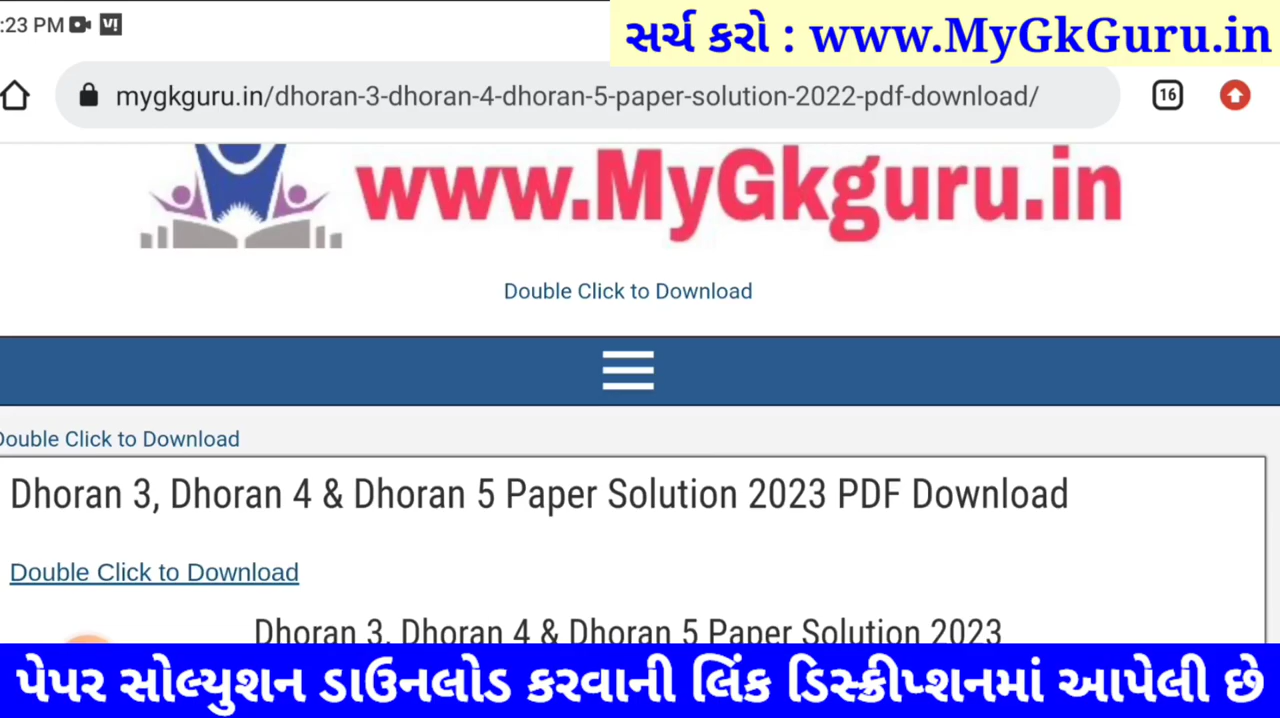 :23 PM
સર્ચ કરો : www.MyGkGuru.in
mygkguru.in/dhoran-3-dhoran-4-dhoran-5-paper-solution-2022-pdf-download/
16
www.MyGkguru.in
Double Click to Download
Double Click to Download
Dhoran 3, Dhoran 4 & Dhoran 5 Paper Solution 2023 PDF Download
Double Click to Download
Dhoran 3, Dhoran 4 & Dhoran 5 Paper Solution 2023
પેપર સોલ્યુશન ડાઉનલોડ કરવાની લિંક ડિસ્ક્રીપ્શનમાં આપેલી છે